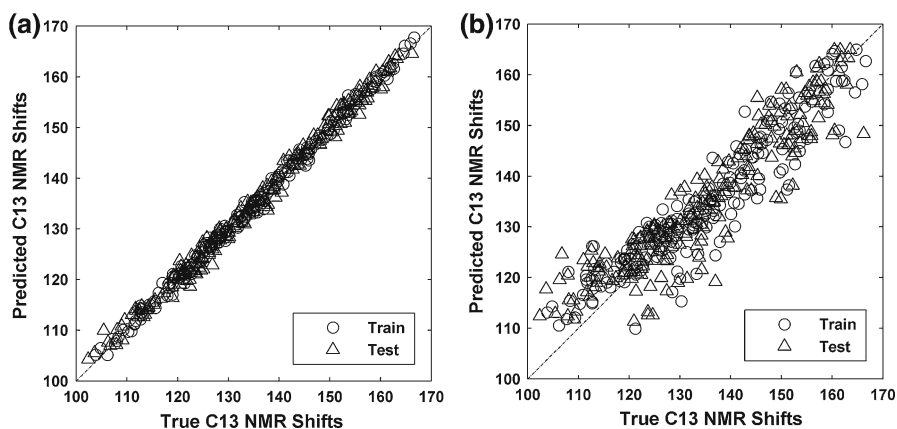 (a)
Predicted C13 NMR Shifts
170
160
150
140
130
120
110
100
Train
Test
100 110 120 130 140 150 160 170
True C13 NMR Shifts
(b)
Predicted C13 NMR Shifts
170
160
150
140
130
120
110
100
Train
Test
100 110 120 130 140 150 160 170
True C13 NMR Shifts